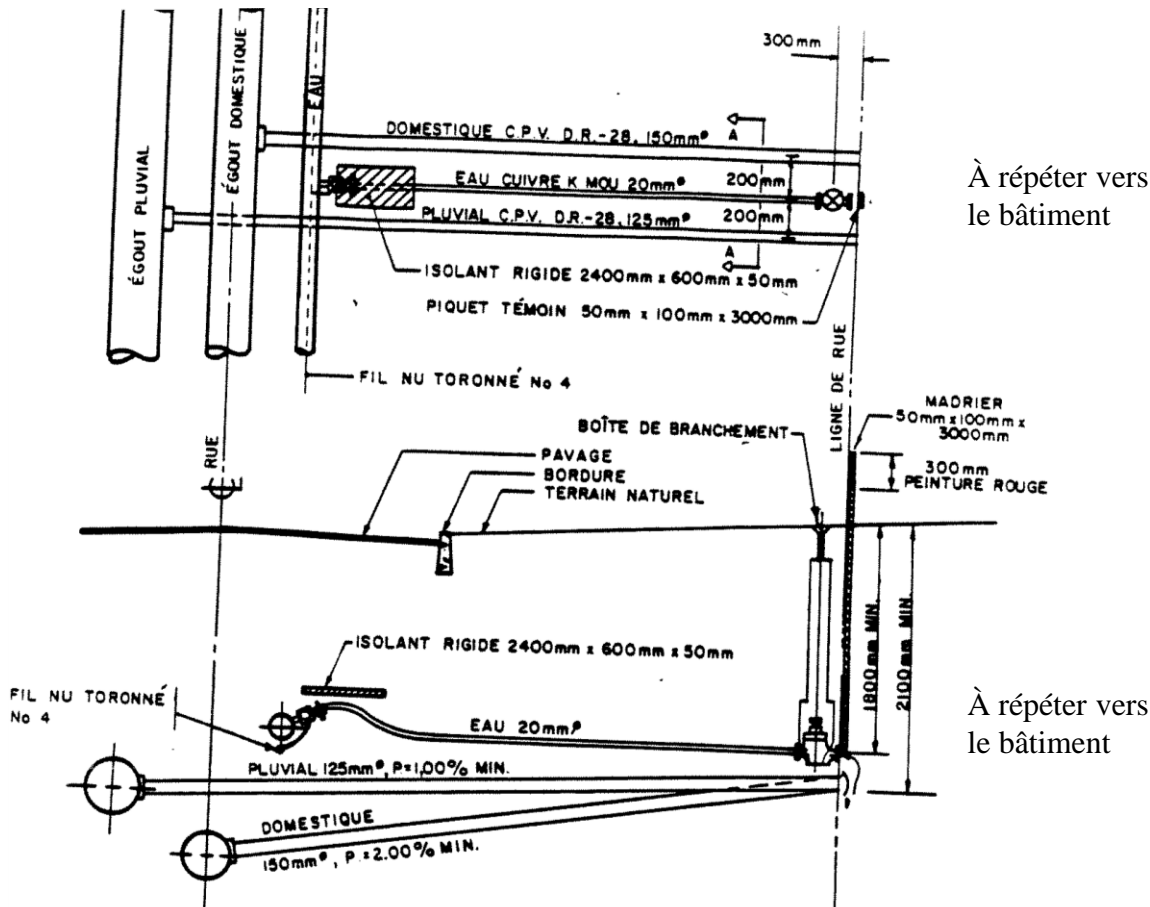 300mm
ÉGOUT PLUVIAL
ÉGOUT DOMESTIQUE
EAU
DOMESTIQUE C.P.V. D.R.-28, 150mmø
A
200mm
EAU CUIVRE K MOU 20mmø
200mm
PLUVIAL C.P.V. D.R.-28, 125mmø
A
À répéter vers
le bâtiment
ISOLANT RIGIDE 2400mm x 600mm x 50mm
PIQUET TÉMOIN 50mm x 100mm x 3000mm
FIL NU TORONNÉ No 4
LIGNE DE RUE
MADRIER
50mm x 100mm x
3000mm
BOÎTE DE BRANCHEMENT
RUE
PAVAGE
BORDURE
TERRAIN NATUREL
300mm
PEINTURE ROUGE
1800mm MIN.
2100mm MIN.
ISOLANT RIGIDE 2400mm x 600mm x 50mm
FIL NU TORONNÉ
No 4
EAU 20mmø
À répéter vers
le bâtiment
PLUVIAL 125mmø, P.=1,00% MIN.
DOMESTIQUE
150mmø, P.=2.00% MIN.